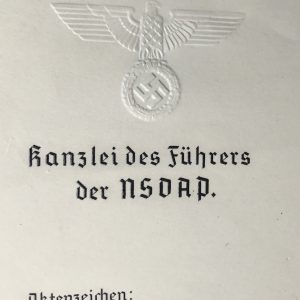 Kanzlei des Führers
der NSDAP.
Aktenzeichen: